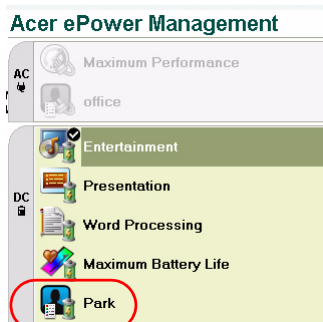 Acer ePower Management
AC
Maximum Performance
office
DC
Entertainment
Presentation
Word Processing
Maximum Battery Life
Park